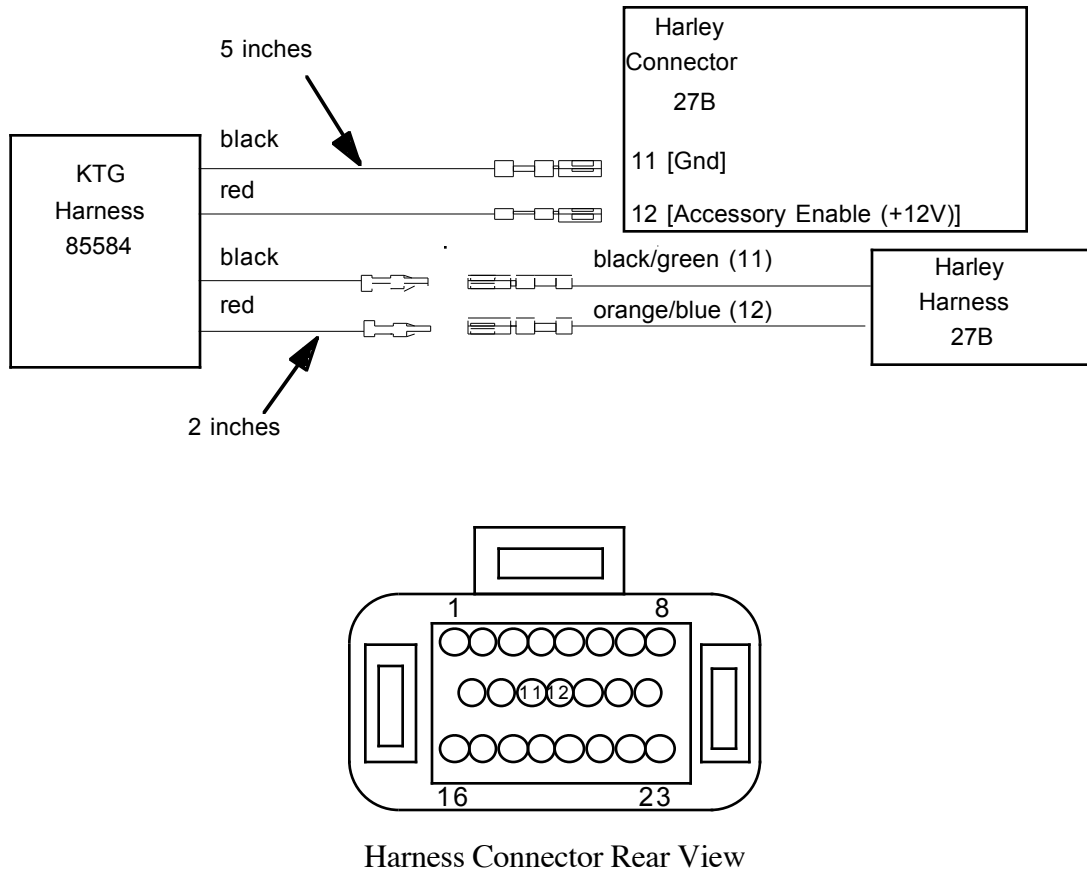 5 inches
Harley
Connector
27B
black
KTG
Harness
85584
11 [Gnd]
red
12 [Accessory Enable (+12V)]
black
black/green (11)
Harley
Harness
27B
red
orange/blue (12)
2 inches
1 8
11 12
16 23
Harness Connector Rear View